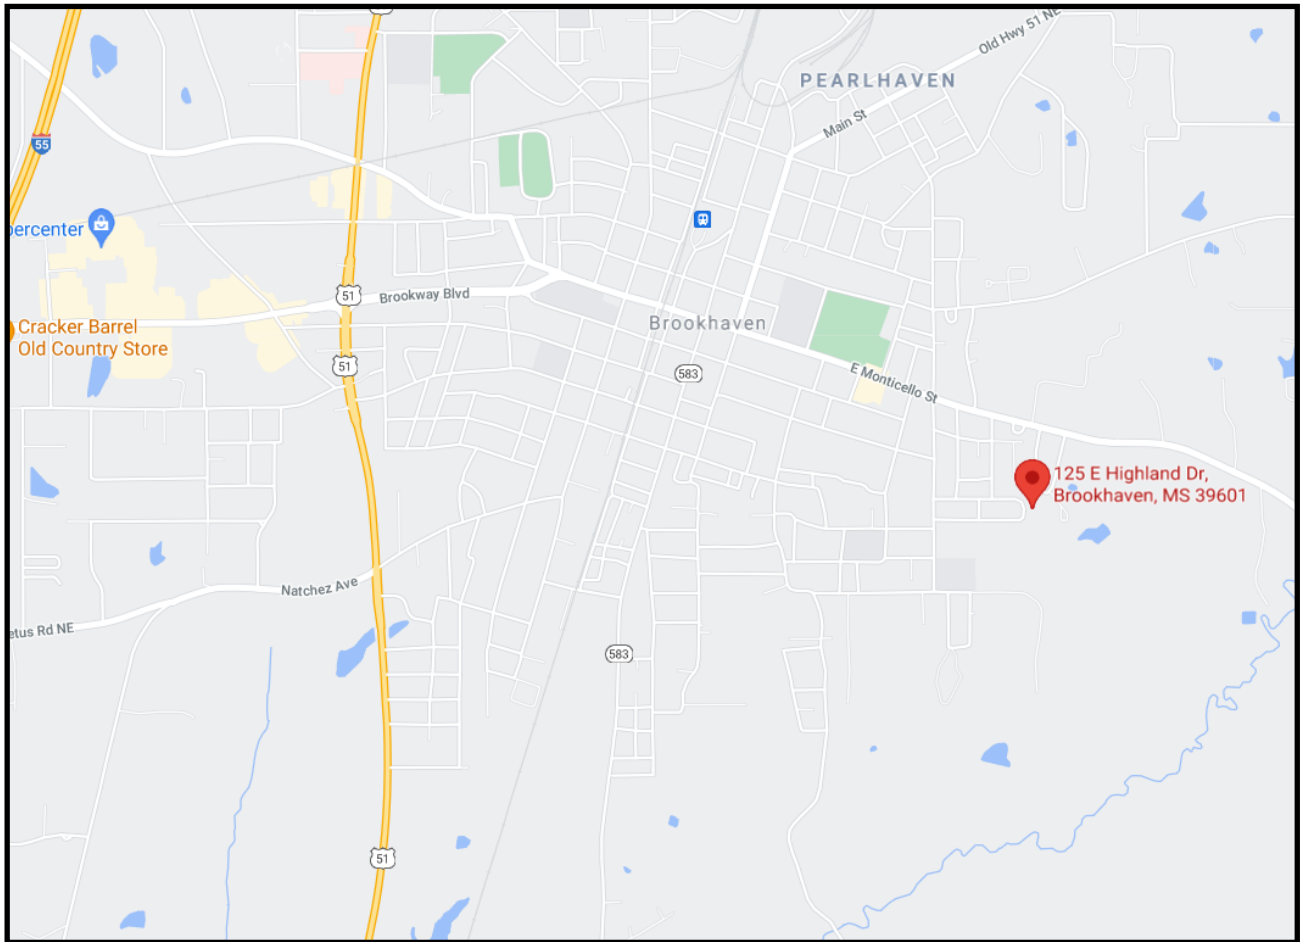 Old Hwy 51 NE
PEARLHAVEN
Main St
55
percenter
51
Brookway Blvd
Cracker Barrel
Old Country Store
Brookhaven
51
583
E Monticello St
125 E Highland Dr,
Brookhaven, MS 39601
Natchez Ave
etus Rd NE
583
51